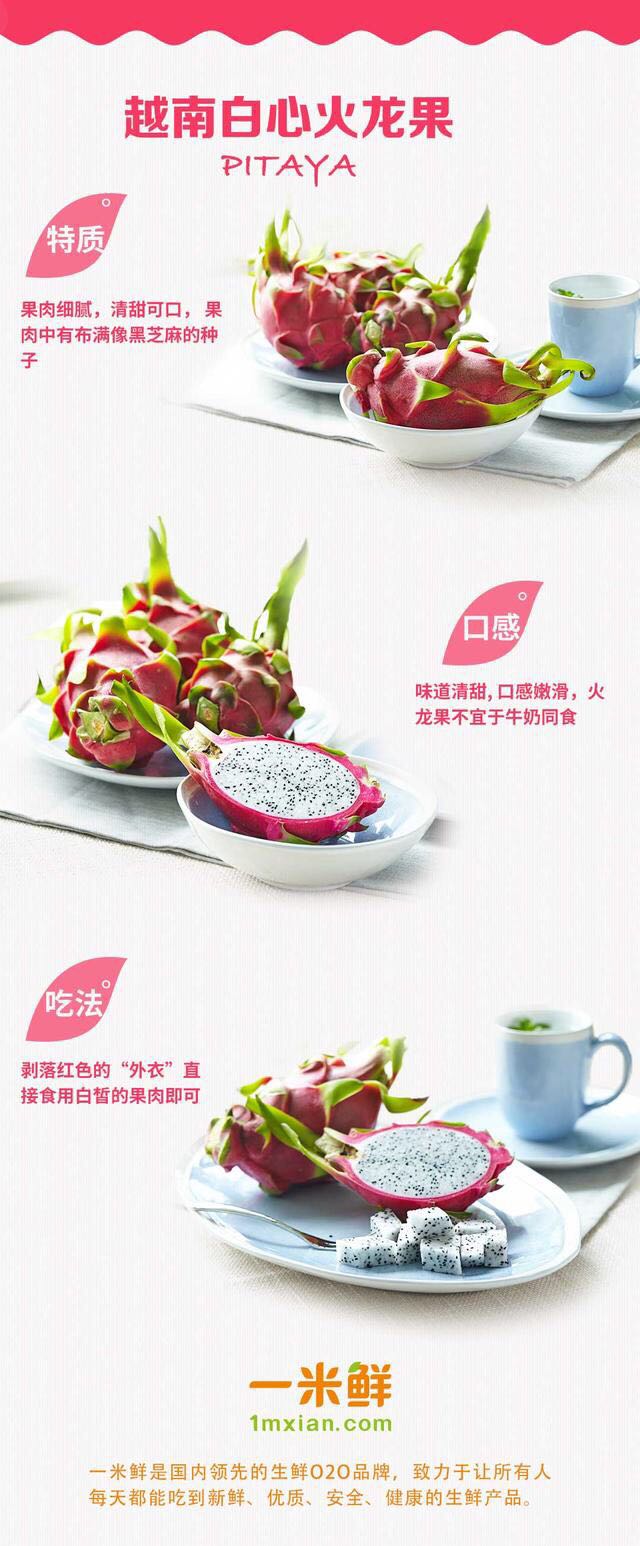 越南白心火龙果
PITAYA
特质
果肉细腻，清甜可口， 果
肉中有布满像黑芝麻的种
子
口感
味道清甜, 口感嫩滑，火
龙果不宜于牛奶同食
吃法
剥落红色的“外衣”直
接食用白皙的果肉即可
一米鲜
1mxian.com
一米鲜是国内领先的生鲜O2O品牌，致力于让所有人
每天都能吃到新鲜、优质、安全、健康的生鲜产品。